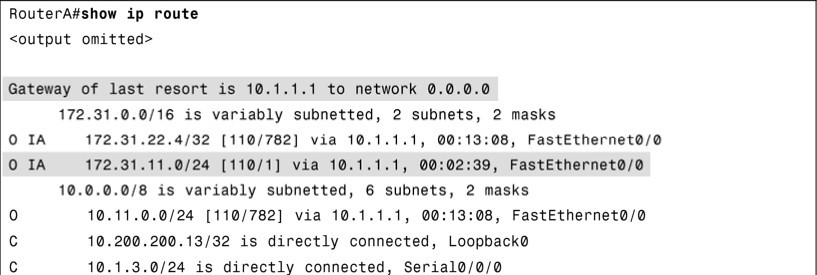 RouterA#show ip route
<output omitted>
Gateway of last resort is 10.1.1.1 to network 0.0.0.0
172.31.0.0/16 is variably subnetted, 2 subnets, 2 masks
O IA 172.31.22.4/32 [110/782] via 10.1.1.1, 00:13:08, FastEthernet0/0
O IA 172.31.11.0/24 [110/1] via 10.1.1.1, 00:02:39, FastEthernet0/0
10.0.0.0/8 is variably subnetted, 6 subnets, 2 masks
O 10.11.0.0/24 [110/782] via 10.1.1.1, 00:13:08, FastEthernet0/0
C 10.200.200.13/32 is directly connected, Loopback0
C 10.1.3.0/24 is directly connected, Serial0/0/0